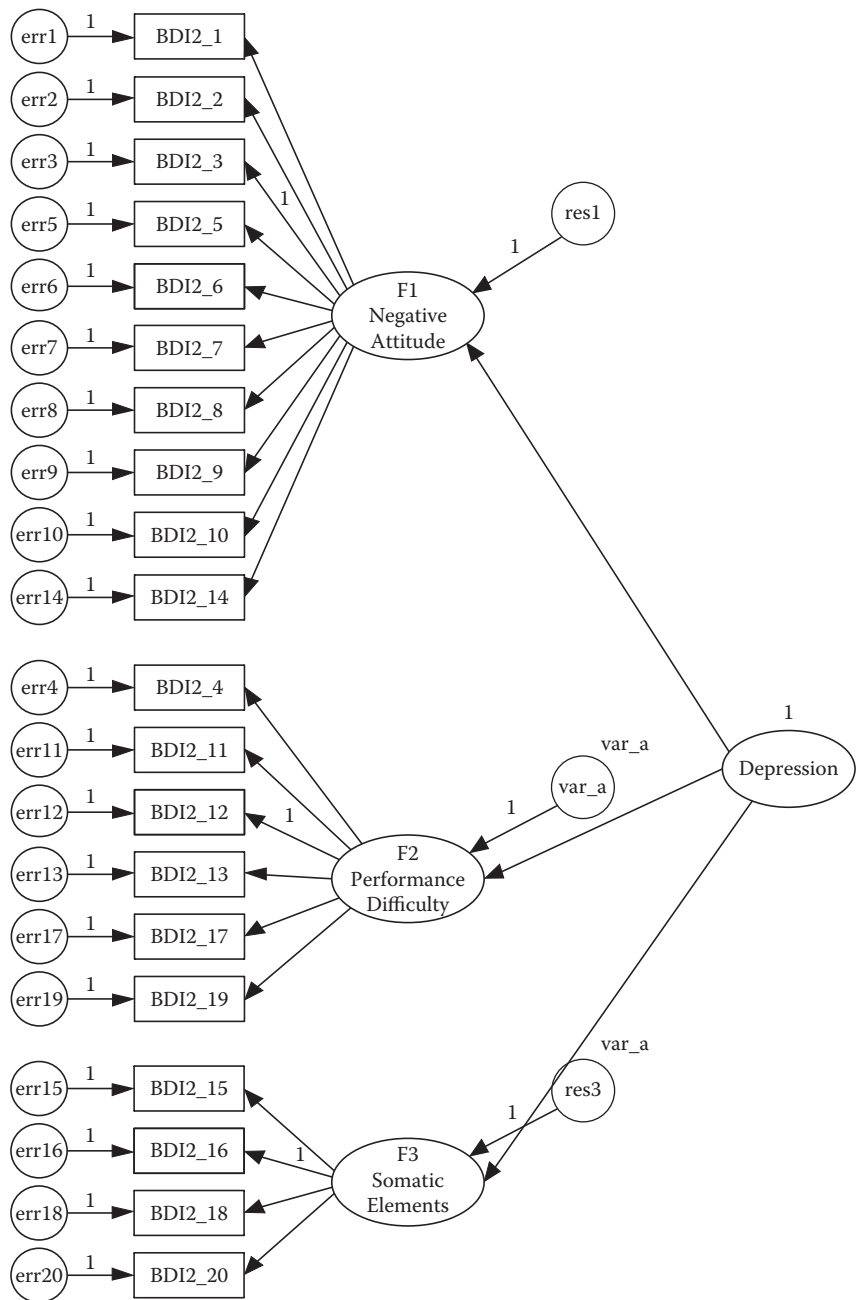 err1 1 BDI2_1
err2 1 BDI2_2
err3 1 BDI2_3
1
err5 1 BDI2_5
res1
1
err6 1 BDI2_6
F1
Negative
Attitude
err7 1 BDI2_7
err8 1 BDI2_8
err9 1 BDI2_9
err10 1 BDI2_10
err14 1 BDI2_14
err4 1 BDI2_4
1
Depression
err11 1 BDI2_11
var_a
var_a
1
err12 1 BDI2_12
1
F2
Performance
Difficulty
err13 1 BDI2_13
err17 1 BDI2_17
err19 1 BDI2_19
var_a
res3
1
err15 1 BDI2_15
err16 1 BDI2_16
1
F3
Somatic
Elements
err18 1 BDI2_18
err20 1 BDI2_20